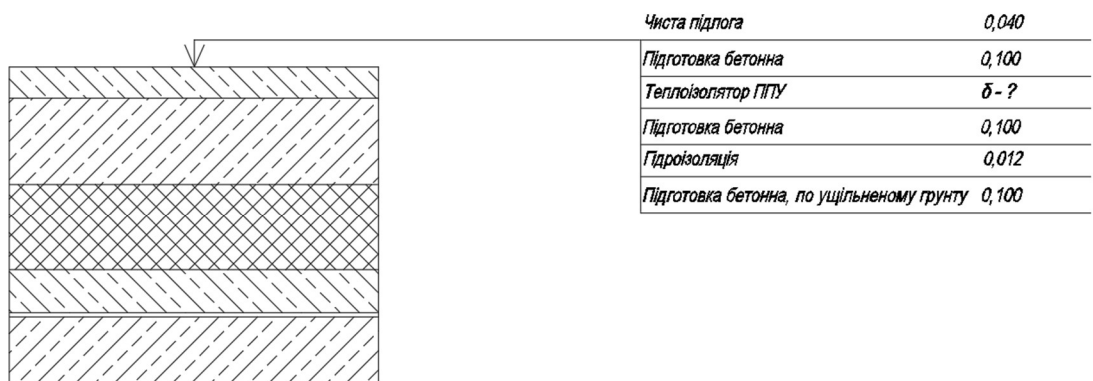 Чиста підлога 0,040
Підготовка бетонна 0,100
Теплоізолятор ППУ δ - ?
Підготовка бетонна 0,100
Гідроізоляція 0,012
Підготовка бетонна, по ущільненому грунту 0,100